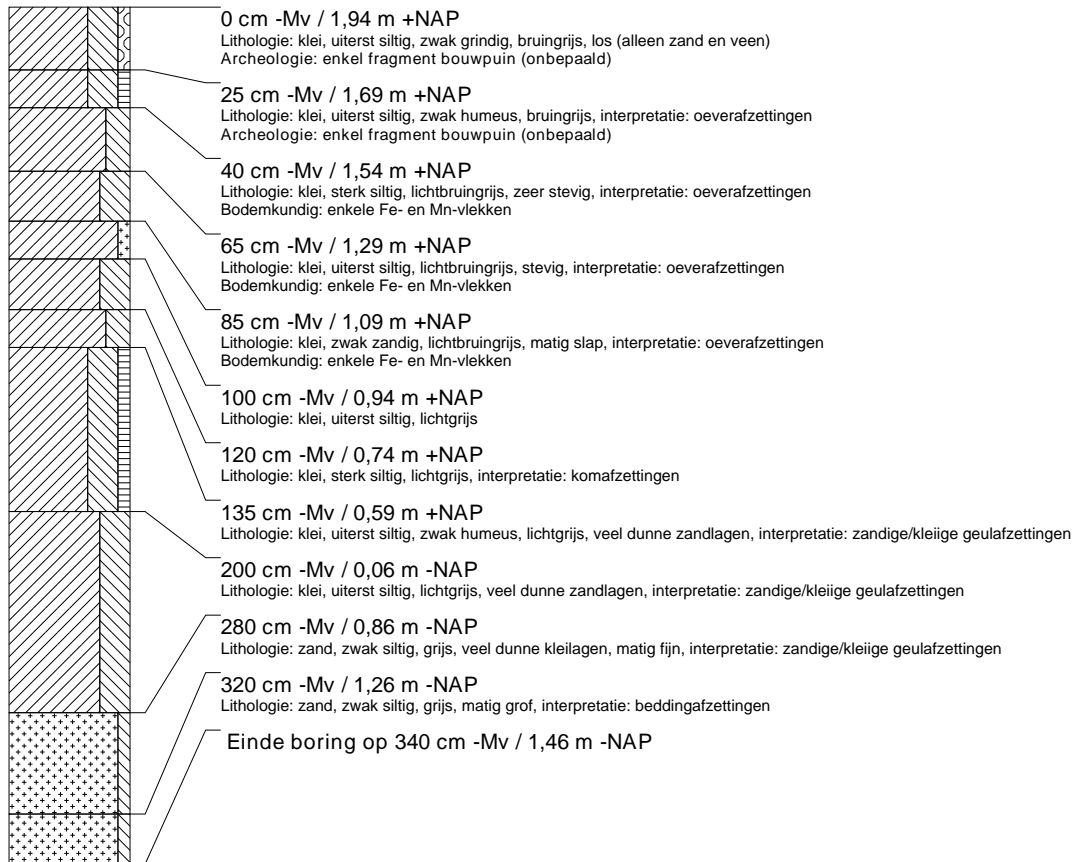 0 cm -Mv / 1,94 m +NAP
Lithologie: klei, uiterst siltig, zwak grindig, bruingrijs, los (alleen zand en veen)
Archeologie: enkel fragment bouwpuin (onbepaald)
25 cm -Mv / 1,69 m +NAP
Lithologie: klei, uiterst siltig, zwak humeus, bruingrijs, interpretatie: oeverafzettingen
Archeologie: enkel fragment bouwpuin (onbepaald)
40 cm -Mv / 1,54 m +NAP
Lithologie: klei, sterk siltig, lichtbruingrijs, zeer stevig, interpretatie: oeverafzettingen
Bodemkundig: enkele Fe- en Mn-vlekken
65 cm -Mv / 1,29 m +NAP
Lithologie: klei, uiterst siltig, lichtbruingrijs, stevig, interpretatie: oeverafzettingen
Bodemkundig: enkele Fe- en Mn-vlekken
85 cm -Mv / 1,09 m +NAP
Lithologie: klei, zwak zandig, lichtbruingrijs, matig slap, interpretatie: oeverafzettingen
Bodemkundig: enkele Fe- en Mn-vlekken
100 cm -Mv / 0,94 m +NAP
Lithologie: klei, uiterst siltig, lichtgrijs
120 cm -Mv / 0,74 m +NAP
Lithologie: klei, sterk siltig, lichtgrijs, interpretatie: komafzettingen
135 cm -Mv / 0,59 m +NAP
Lithologie: klei, uiterst siltig, zwak humeus, lichtgrijs, veel dunne zandlagen, interpretatie: zandige/kleiige geulafzettingen
200 cm -Mv / 0,06 m -NAP
Lithologie: klei, uiterst siltig, lichtgrijs, veel dunne zandlagen, interpretatie: zandige/kleiige geulafzettingen
280 cm -Mv / 0,86 m -NAP
Lithologie: zand, zwak siltig, grijs, veel dunne kleilagen, matig fijn, interpretatie: zandige/kleiige geulafzettingen
320 cm -Mv / 1,26 m -NAP
Lithologie: zand, zwak siltig, grijs, matig grof, interpretatie: beddingafzettingen
Einde boring op 340 cm -Mv / 1,46 m -NAP